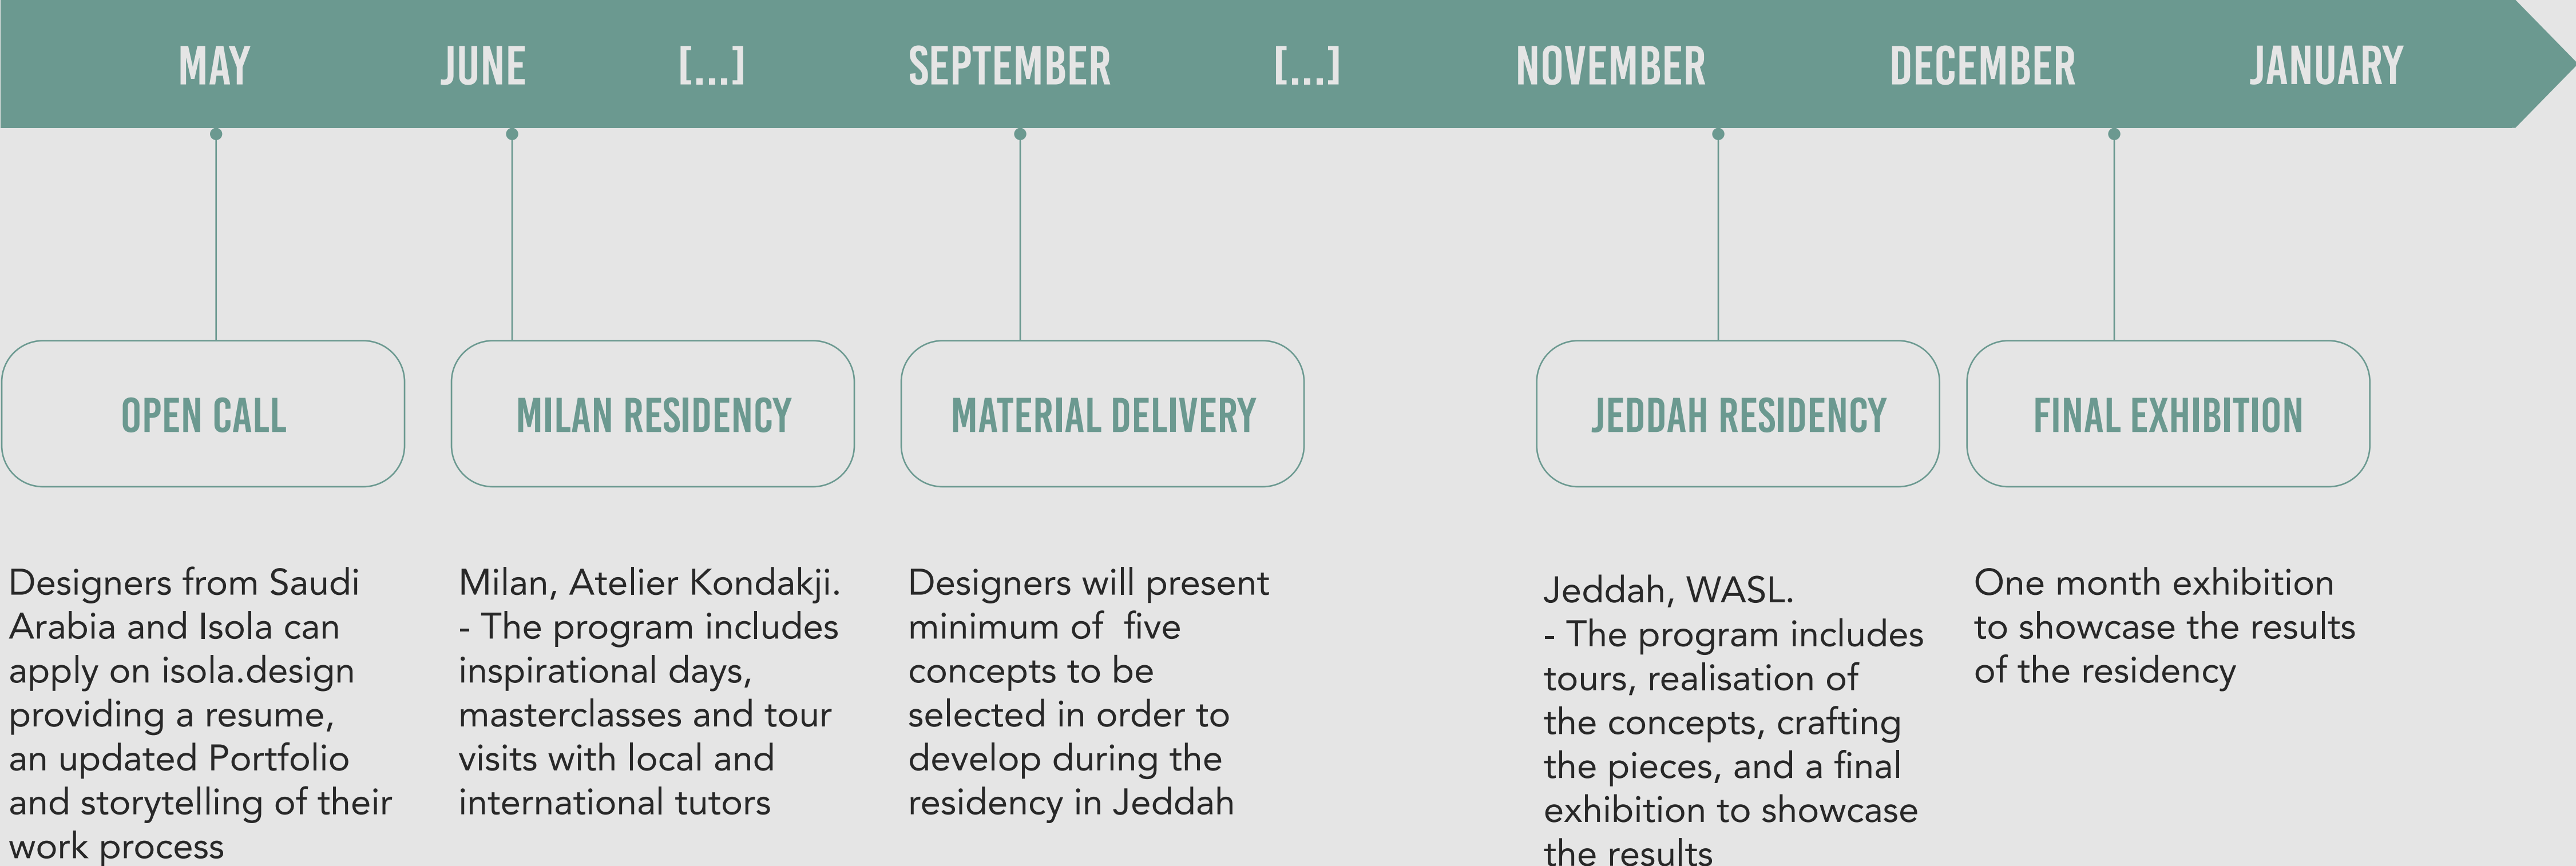 MAY
JUNE
[...]
SEPTEMBER
[...]
NOVEMBER
DECEMBER
JANUARY
OPEN CALL
MILAN RESIDENCY
MATERIAL DELIVERY
JEDDAH RESIDENCY
FINAL EXHIBITION
Designers from Saudi
Arabia and Isola can
apply on isola.design
providing a resume,
an updated Portfolio
and storytelling of their
work process
Milan, Atelier Kondakji.
- The program includes
inspirational days,
masterclasses and tour
visits with local and
international tutors
Designers will present
minimum of  five
concepts to be
selected in order to
develop during the
residency in Jeddah
Jeddah, WASL.
- The program includes
tours, realisation of
the concepts, crafting
the pieces, and a final
exhibition to showcase
the results
One month exhibition
to showcase the results
of the residency